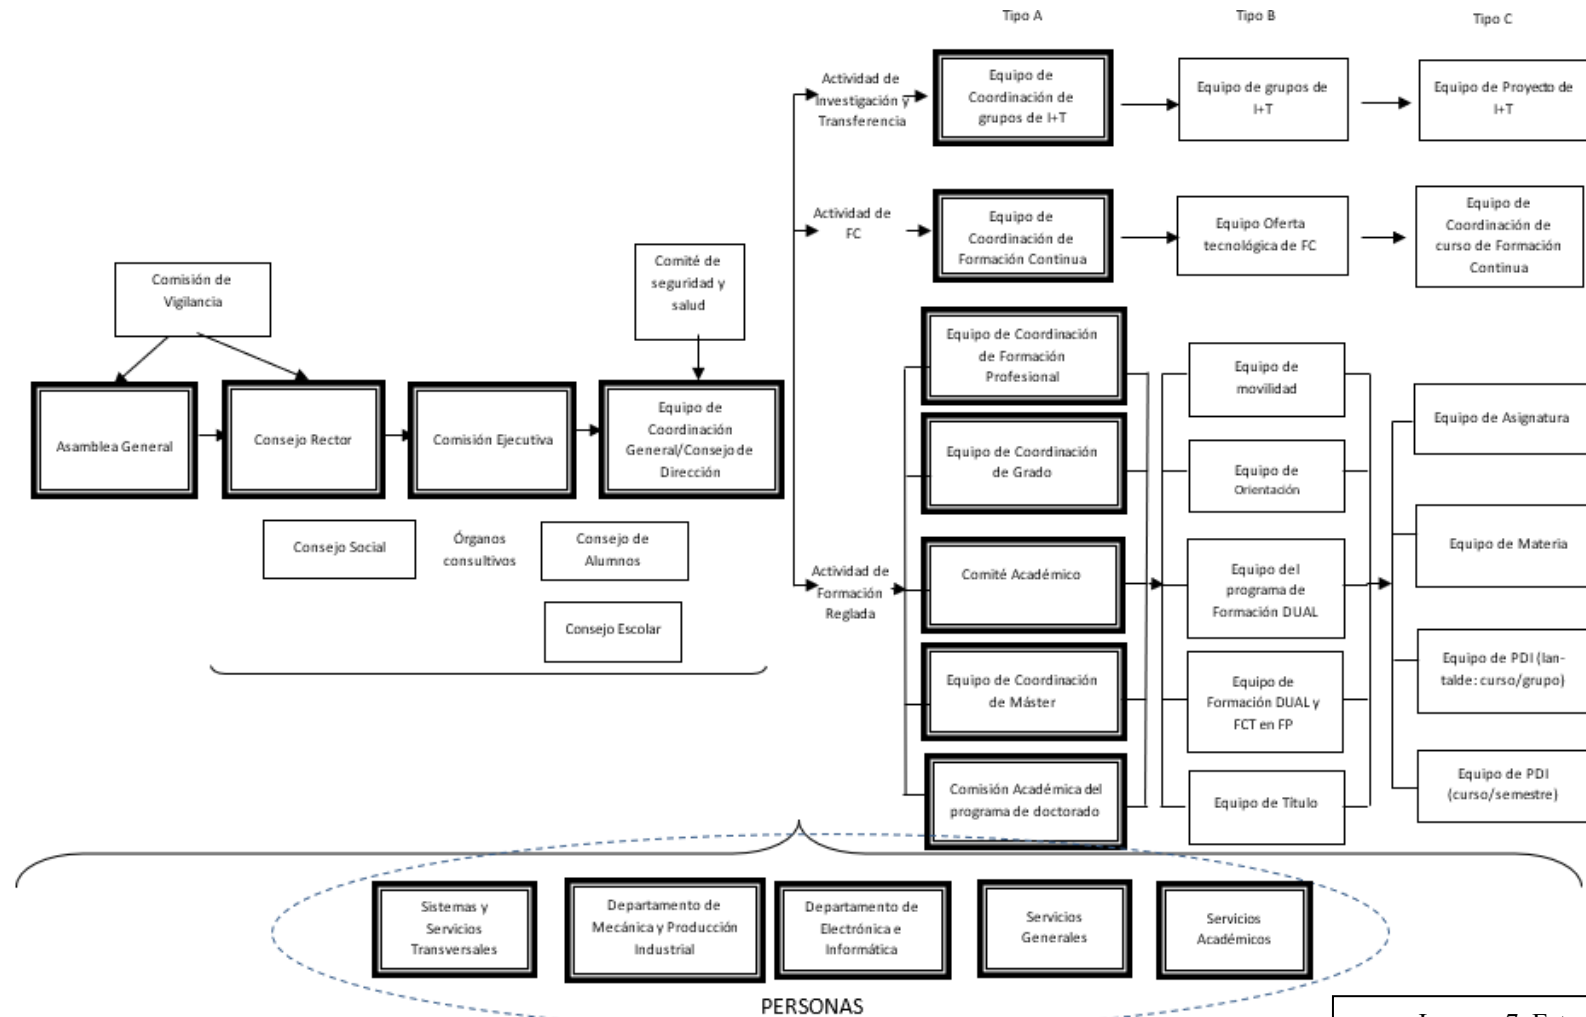 Tipo A
Tipo B
Tipo C
Actividad de
Investigación y
Transferencia
Equipo de
Coordinación de
grupos de I+T
Equipo de grupos de
I+T
Equipo de Proyecto de
I+T
Actividad de
FC
Equipo de
Coordinación de
Formación Continua
Equipo Oferta
tecnológica de FC
Equipo de
Coordinación de
curso de Formación
Continua
Comisión de
Vigilancia
Comité de
seguridad y
salud
Asamblea General
Consejo Rector
Comisión Ejecutiva
Equipo de
Coordinación
General/Consejo de
Dirección
Consejo Social
Órganos
consultivos
Consejo de
Alumnos
Consejo Escolar
Actividad de
Formación
Reglada
Equipo de Coordinación
de Formación
Profesional
Equipo de Coordinación
de Grado
Comité Académico
Equipo de Coordinación
de Máster
Comisión Académica del
programa de doctorado
Equipo de
movilidad
Equipo de
Orientación
Equipo del
programa de
Formación DUAL
Equipo de
Formación DUAL y
FCT en FP
Equipo de Título
Equipo de Asignatura
Equipo de Materia
Equipo de PDI (lan-
talde: curso/grupo)
Equipo de PDI
(curso/semestre)
Sistemas y
Servicios
Transversales
Departamento de
Mecánica y Producción
Industrial
Departamento de
Electrónica e
Informática
Servicios
Generales
Servicios
Académicos
PERSONAS